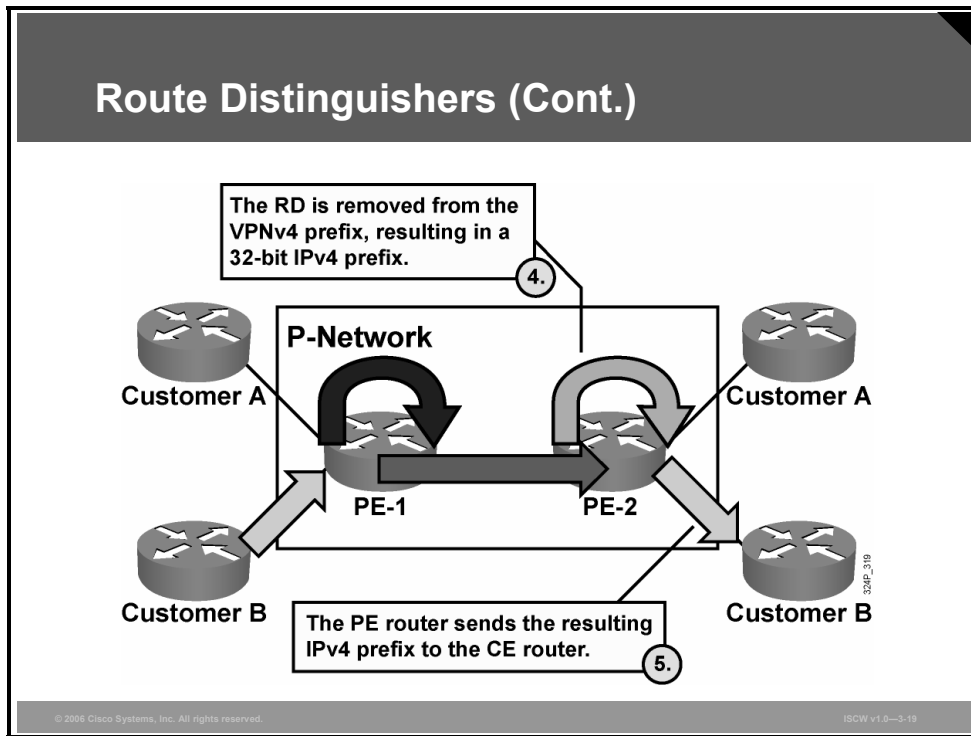 Route Distinguishers (Cont.)
The RD is removed from the
VPNv4 prefix, resulting in a
32-bit IPv4 prefix.
4.
P-Network
Customer A
Customer A
PE-1
PE-2
Customer B
Customer B
324P_319
The PE router sends the resulting
IPv4 prefix to the CE router.
5.
© 2006 Cisco Systems, Inc. All rights reserved.
ISCW v1.0—3-19